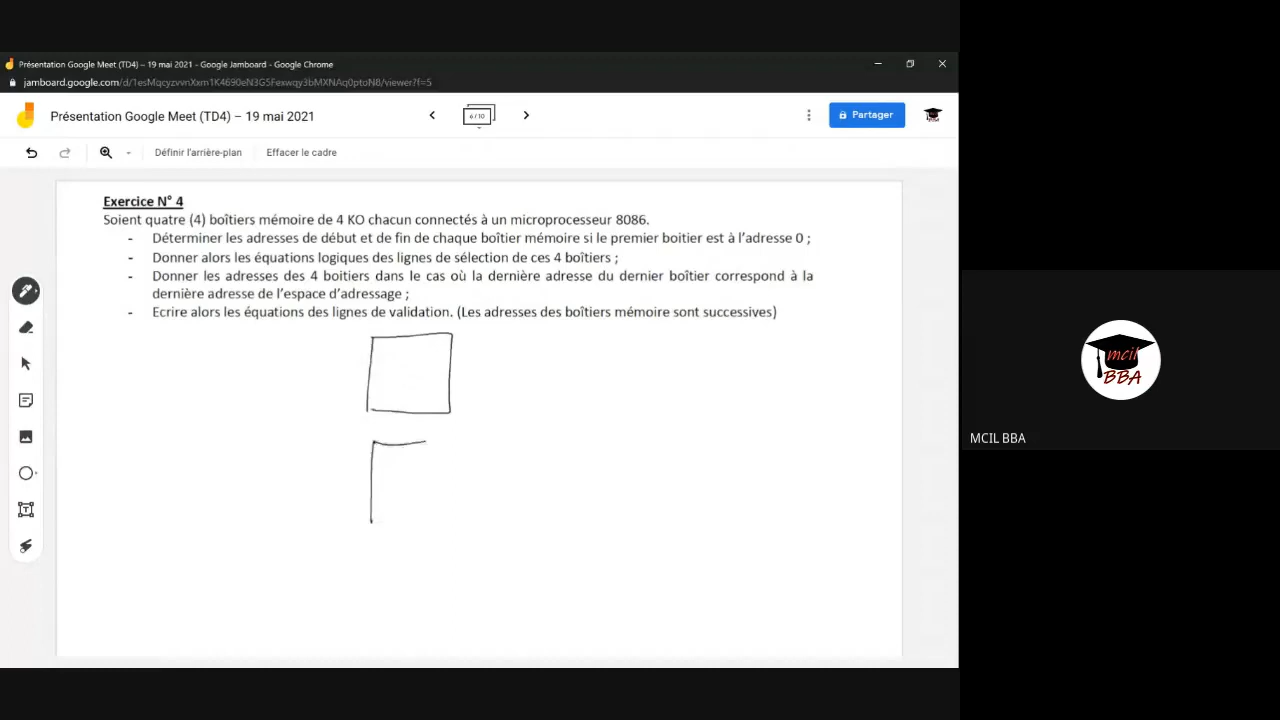 Présentation Google Meet (TD4) – 19 mai 2021 - Google Jamboard - Google Chrome
Présentation Google Meet (TD4) – 19 mai 2021
6/10
Partager
Définir l'arrière-plan
Effacer le cadre
Exercice N° 4
Soient quatre (4) boîtiers mémoire de 4 KO chacun connectés à un microprocesseur 8086.
- Déterminer les adresses de début et de fin de chaque boîtier mémoire si le premier boitier est à l'adresse 0 ;
- Donner alors les équations logiques des lignes de sélection de ces 4 boîtiers ;
- Donner les adresses des 4 boitiers dans le cas où la dernière adresse du dernier boîtier correspond à la
dernière adresse de l'espace d'adressage ;
- Ecrire alors les équations des lignes de validation. (Les adresses des boîtiers mémoire sont successives)
mcil
BBA
MCIL BBA